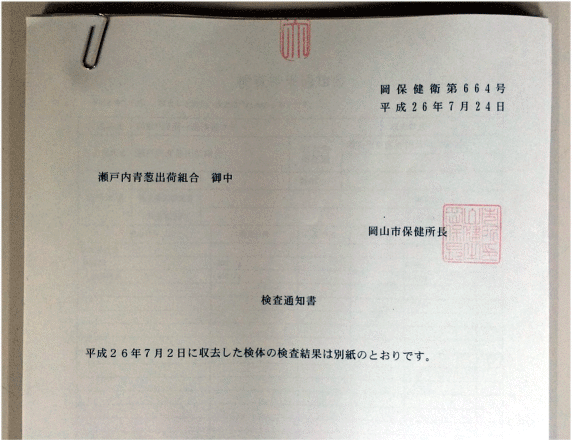 岡保健衛第664号
平成26年7月24日
瀬戸内青葱出荷組合　御中
岡山市保健所長
検査通知書
平成26年7月2日に収去した検体の検査結果は別紙のとおりです。